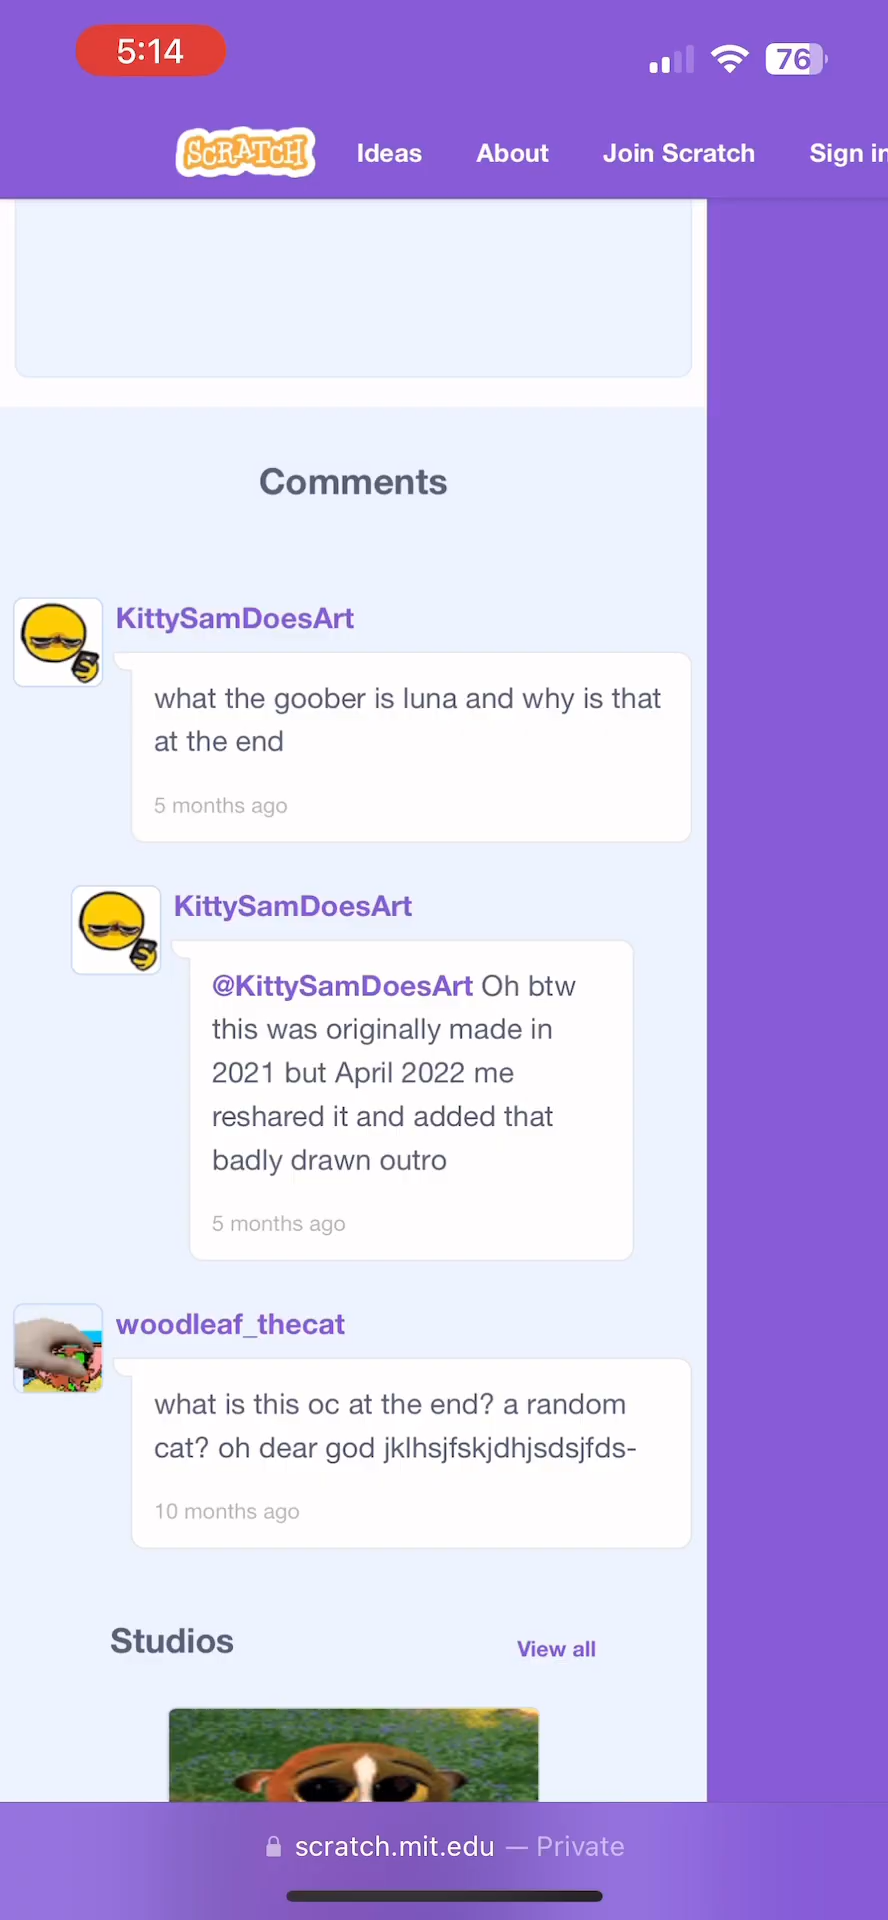 5:14
76
SCRATCH Ideas About Join Scratch Sign in
Comments
KittySamDoesArt
what the goober is luna and why is that
at the end
5 months ago
KittySamDoesArt
@KittySamDoesArt Oh btw
this was originally made in
2021 but April 2022 me
reshared it and added that
badly drawn outro
5 months ago
woodleaf_thecat
what is this oc at the end? a random
cat? oh dear god jklhsjfskjdhjsdsjfds-
10 months ago
Studios View all
scratch.mit.edu — Private